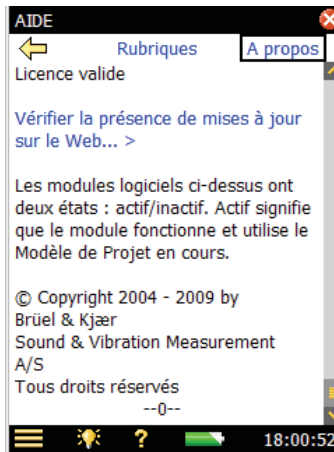 AIDE
Rubriques
A propos
Licence valide
Vérifier la présence de mises à jour
sur le Web... >
Les modules logiciels ci-dessus ont
deux états : actif/inactif. Actif signifie
que le module fonctionne et utilise le
Modèle de Projet en cours.
© Copyright 2004 - 2009 by
Brüel & Kjær
Sound & Vibration Measurement
A/S
Tous droits réservés
--0--
? 18:00:52